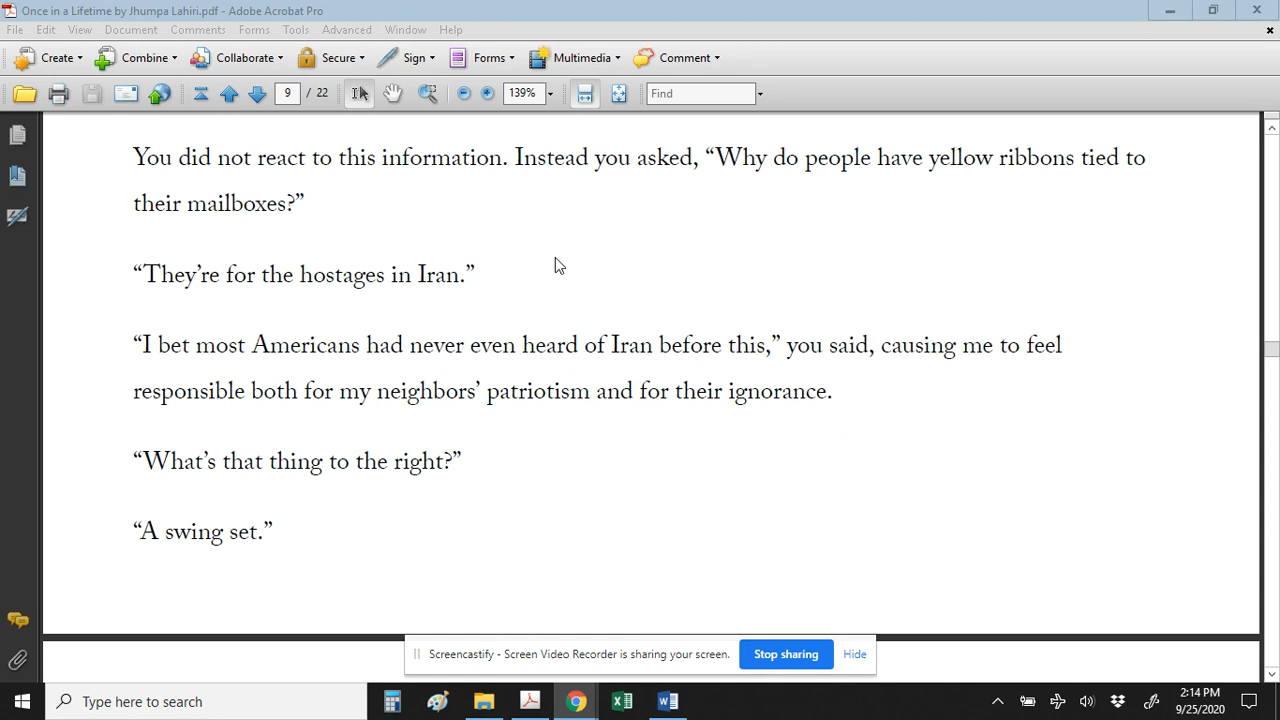 Once in a Lifetime by Jhumpa Lahiri.pdf - Adobe Acrobat Pro
File Edit View Document Comments Forms Tools Advanced Window Help
Create Combine Collaborate Secure Sign Forms Multimedia Comment
9 / 22 139% Find
You did not react to this information. Instead you asked, “Why do people have yellow ribbons tied to
their mailboxes?”
“They’re for the hostages in Iran.”
“I bet most Americans had never even heard of Iran before this,” you said, causing me to feel
responsible both for my neighbors’ patriotism and for their ignorance.
“What’s that thing to the right?”
“A swing set.”
Screencastify - Screen Video Recorder is sharing your screen. Stop sharing Hide
Type here to search
2:14 PM
9/25/2020